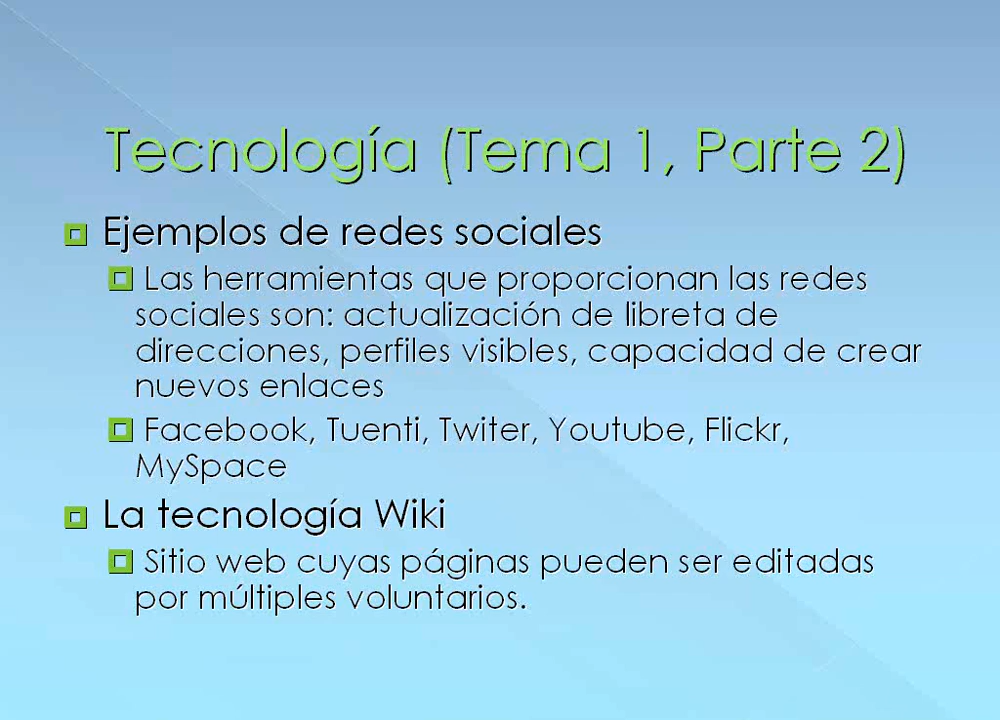 Tecnología (Tema 1, Parte 2)
Ejemplos de redes sociales
Las herramientas que proporcionan las redes
sociales son: actualización de libreta de
direcciones, perfiles visibles, capacidad de crear
nuevos enlaces
Facebook, Tuenti, Twiter, Youtube, Flickr,
MySpace
La tecnología Wiki
Sitio web cuyas páginas pueden ser editadas
por múltiples voluntarios.